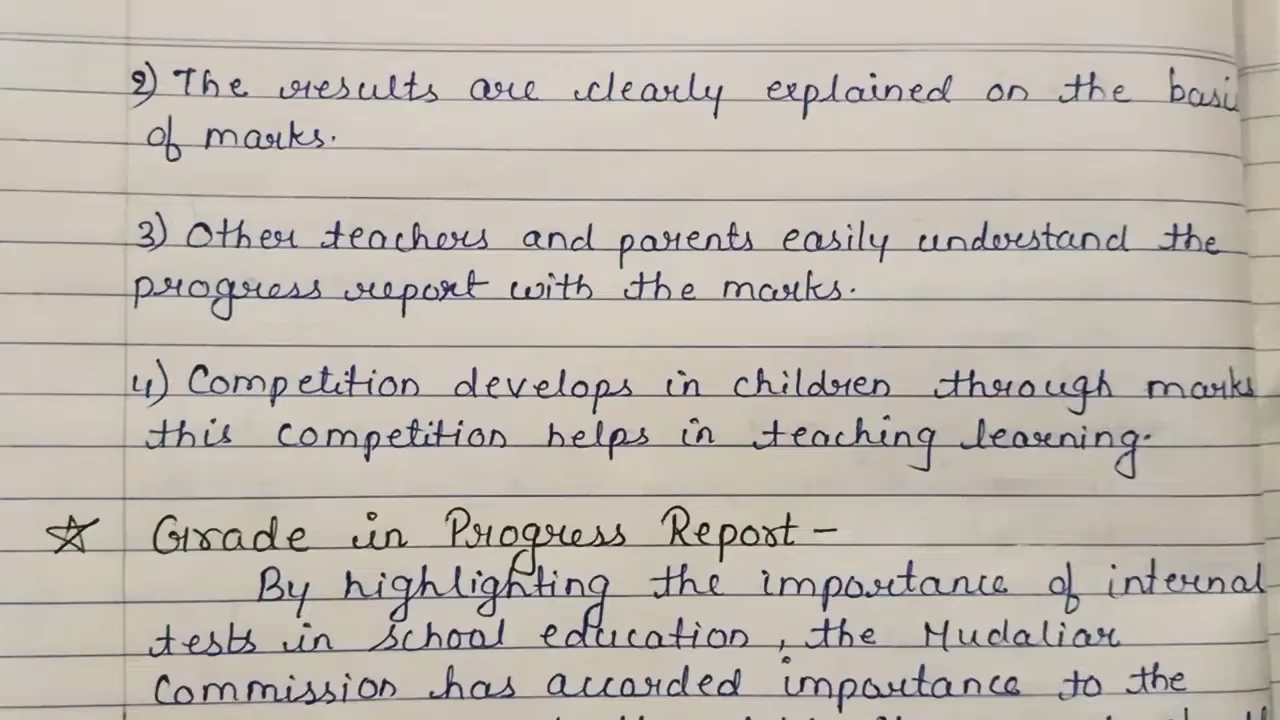 2) The results are clearly explained on the basi
of marks.
3) Other teachers and parents easily understand the
progress report with the marks.
4) Competition develops in children through marks
this competition helps in teaching learning.
☆ Grade in Progress Report -
By highlighting the importance of internal
tests in school education, the Mudaliar
Commission has accorded importance to the